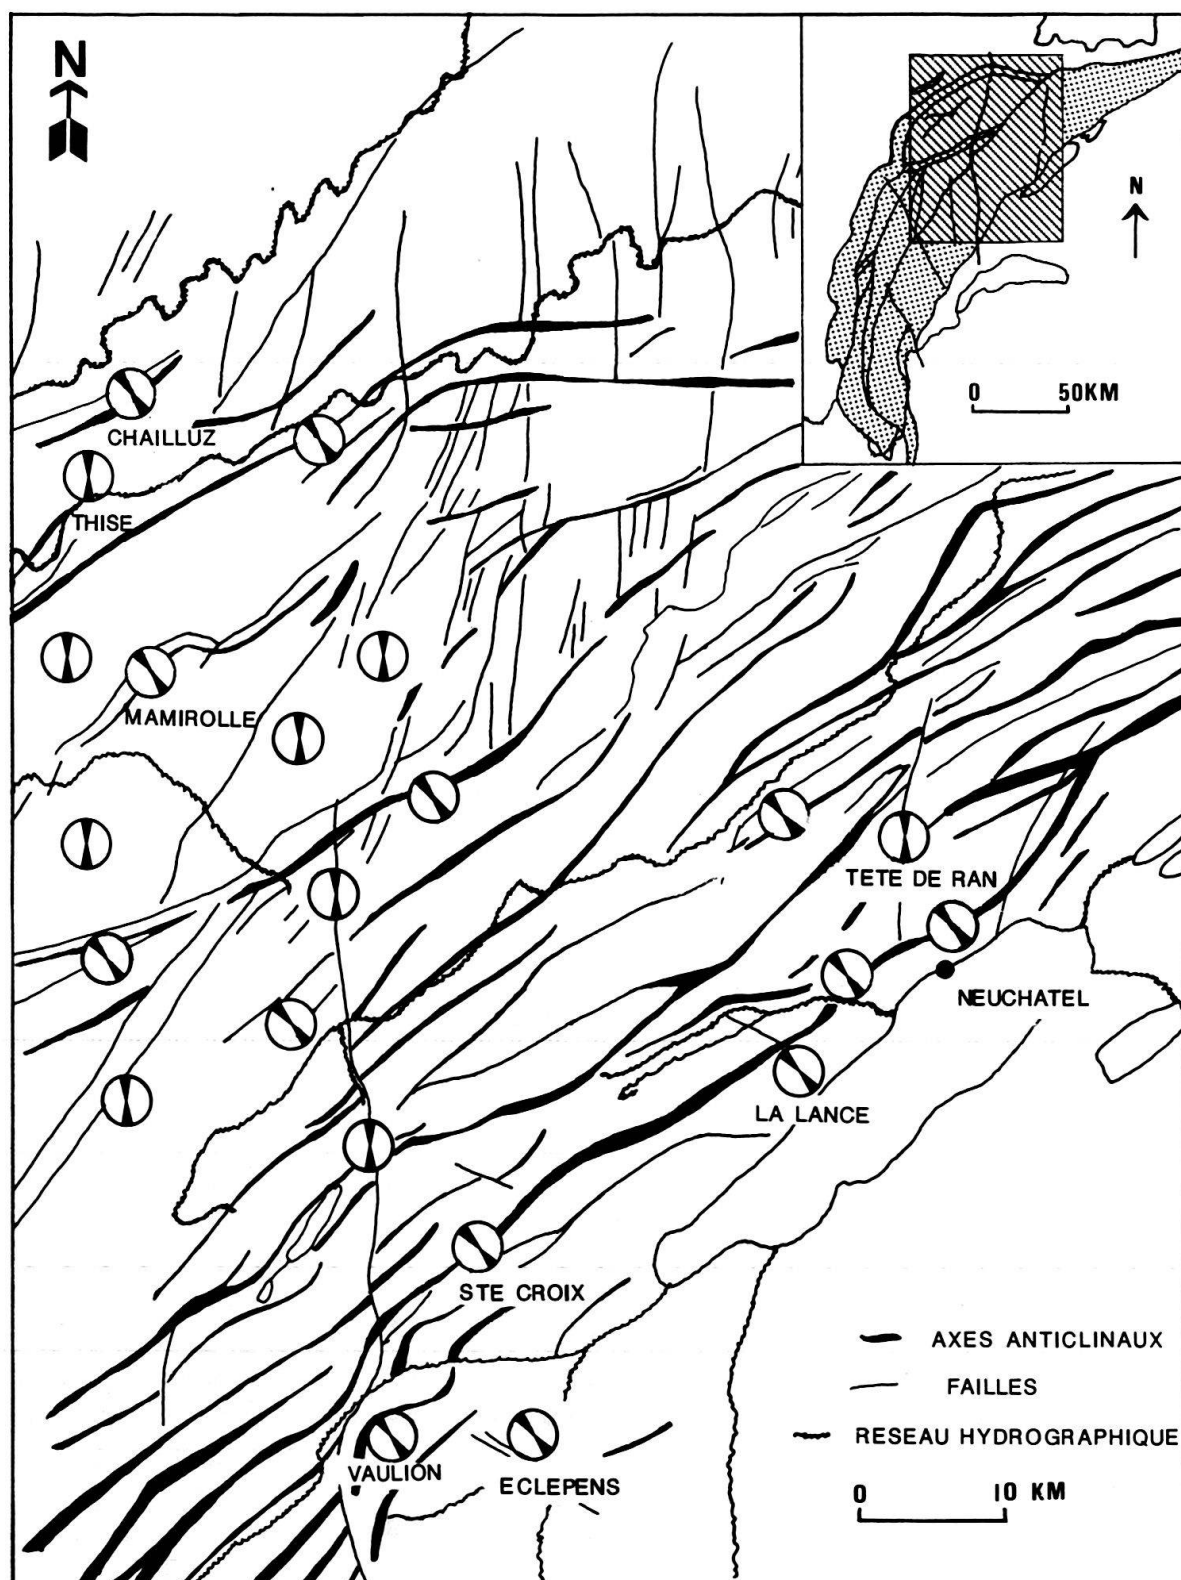 N
N
0 50KM
CHAILLUZ
THISE
MAMIROLLE
TETE DE RAN
NEUCHATEL
LA LANCE
STE CROIX
AXES ANTICLINAUX
FAILLES
RESEAU HYDROGRAPHIQUE
VAULION
ECLEPENS
0 10 KM